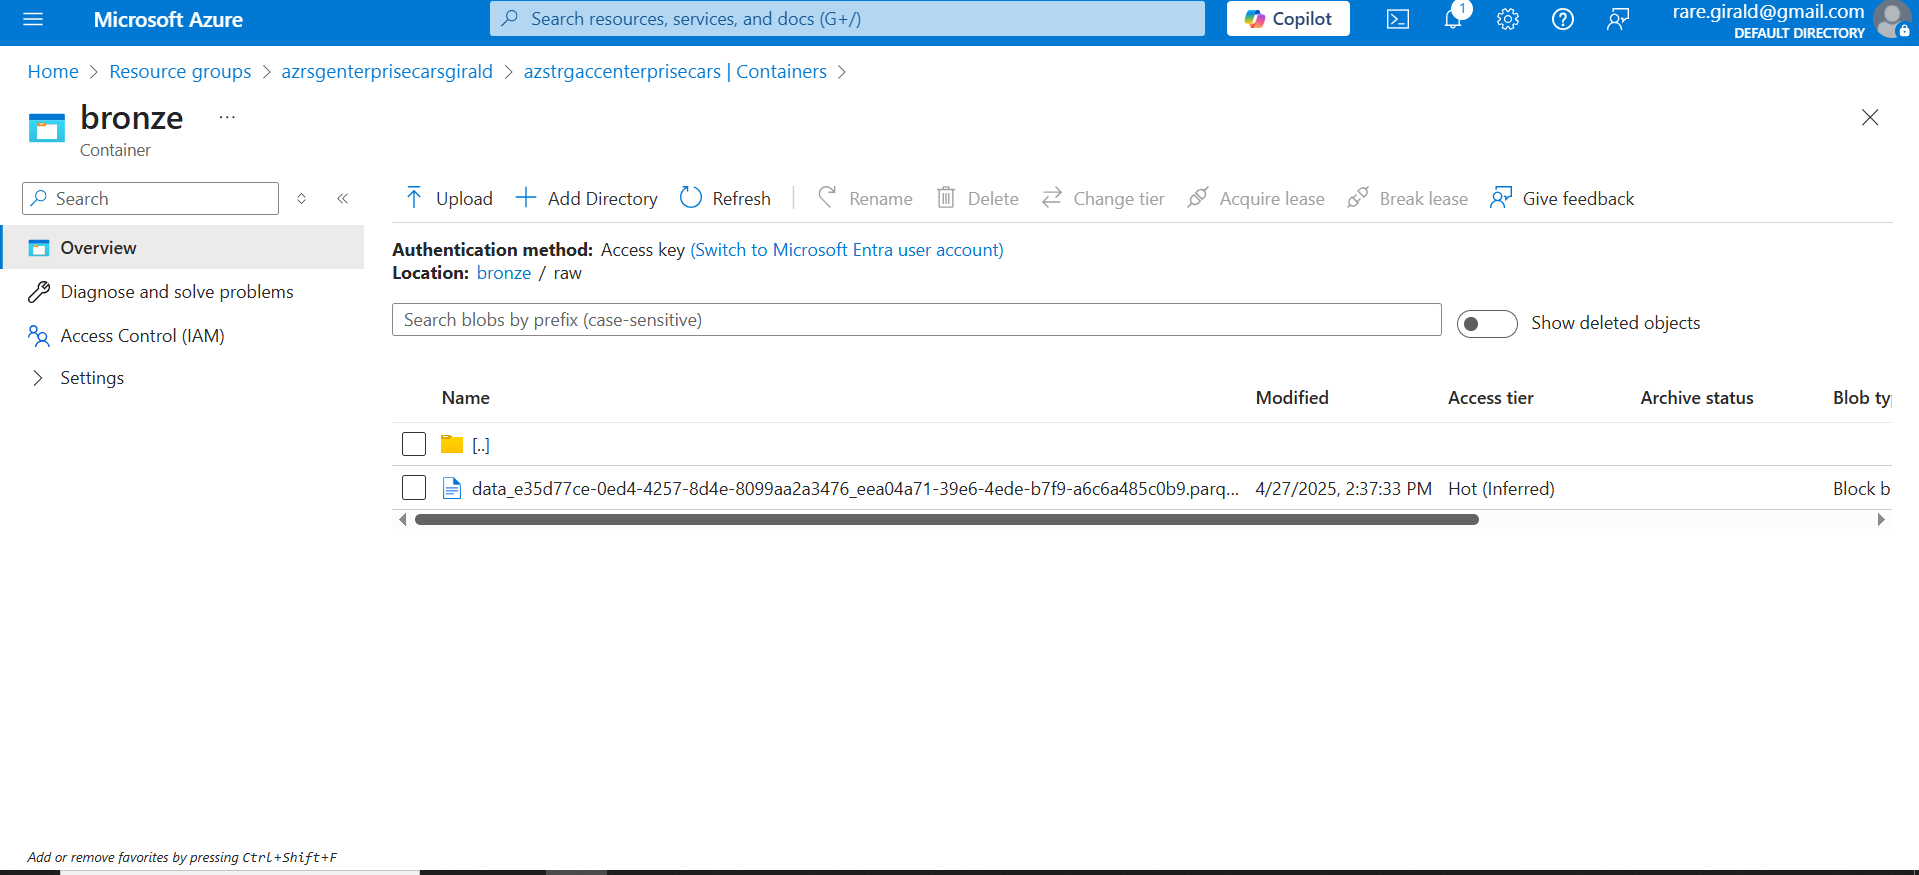 Microsoft Azure
Search resources, services, and docs (G+/)
Copilot
1
rare.girald@gmail.com
DEFAULT DIRECTORY
Home > Resource groups > azrsgenterprisecarsgirald > azstrgaccenterprisecars | Containers >
bronze ...
Container
Search
Upload Add Directory Refresh Rename Delete Change tier Acquire lease Break lease Give feedback
Overview
Diagnose and solve problems
Access Control (IAM)
Settings
Authentication method: Access key (Switch to Microsoft Entra user account)
Location: bronze / raw
Search blobs by prefix (case-sensitive)
Show deleted objects
Name Modified Access tier Archive status Blob ty
[..]
data_e35d77ce-0ed4-4257-8d4e-8099aa2a3476_eea04a71-39e6-4ede-b7f9-a6c6a485c0b9.parq... 4/27/2025, 2:37:33 PM Hot (Inferred) Block b
Add or remove favorites by pressing Ctrl+Shift+F